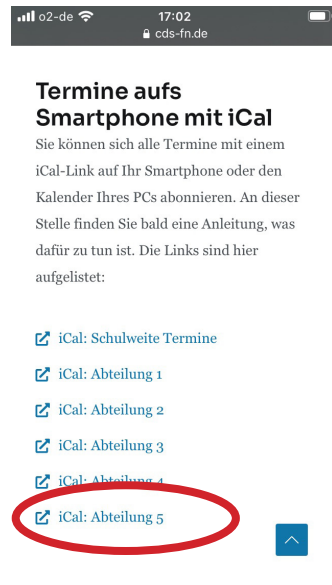 o2-de 17:02
cds-fn.de
Termine aufs
Smartphone mit iCal
Sie können sich alle Termine mit einem
iCal-Link auf Ihr Smartphone oder den
Kalender Ihres PCs abonnieren. An dieser
Stelle finden Sie bald eine Anleitung, was
dafür zu tun ist. Die Links sind hier
aufgelistet:
iCal: Schulweite Termine
iCal: Abteilung 1
iCal: Abteilung 2
iCal: Abteilung 3
iCal: Abteilung 4
iCal: Abteilung 5